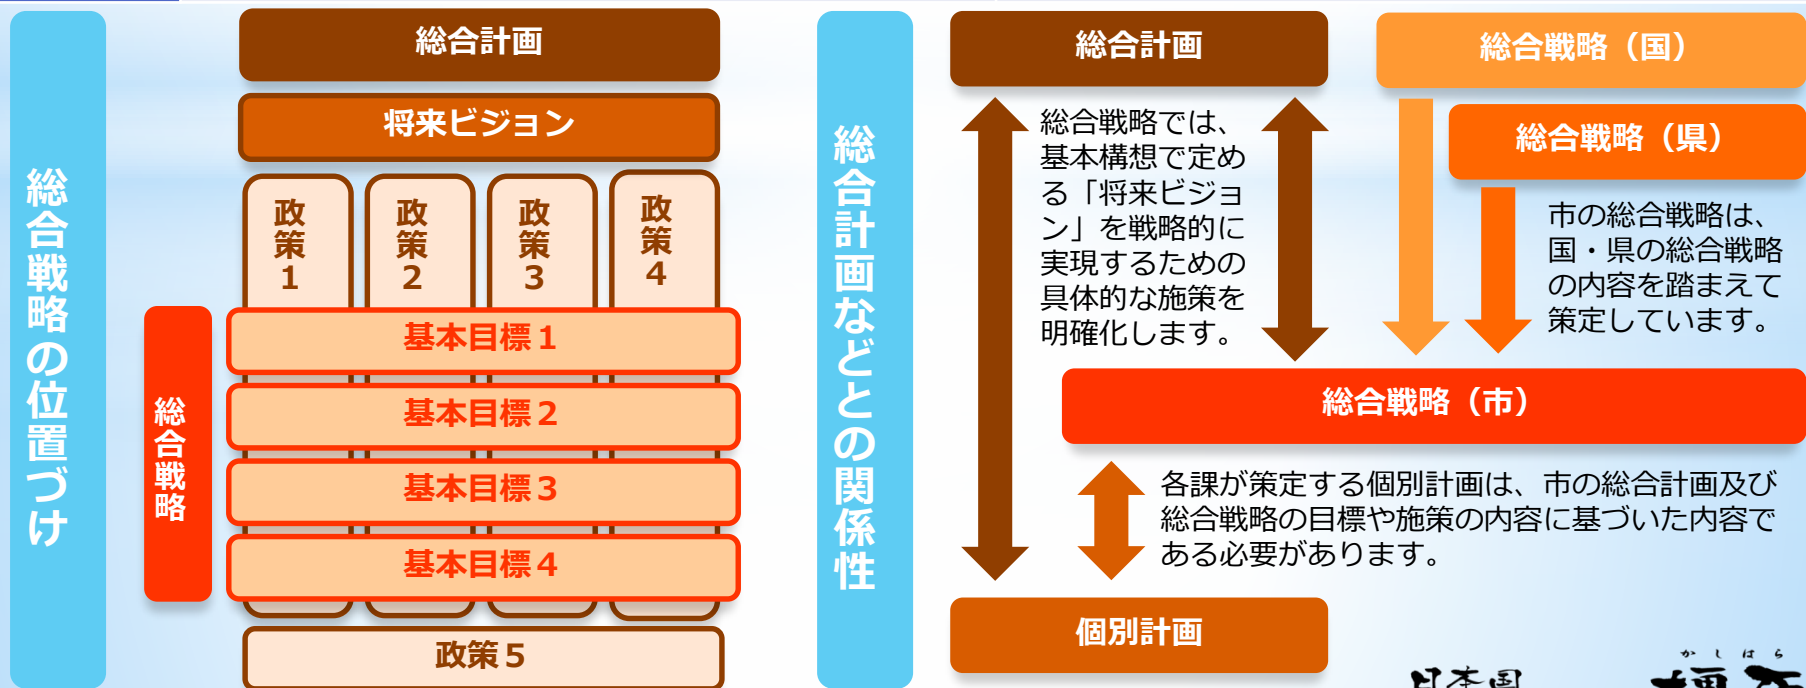 総合戦略の位置づけ
総合計画
将来ビジョン
政策1
政策2
政策3
政策4
総合戦略
基本目標1
基本目標2
基本目標3
基本目標4
政策5
総合計画などとの関係性
総合計画
総合戦略（国）
総合戦略（県）
総合戦略では、
基本構想で定め
る「将来ビジョ
ン」を戦略的に
実現するための
具体的な施策を
明確化します。
市の総合戦略は、
国・県の総合戦略
の内容を踏まえて
策定しています。
総合戦略（市）
各課が策定する個別計画は、市の総合計画及び
総合戦略の目標や施策の内容に基づいた内容で
ある必要があります。
個別計画
かしはら
日本国